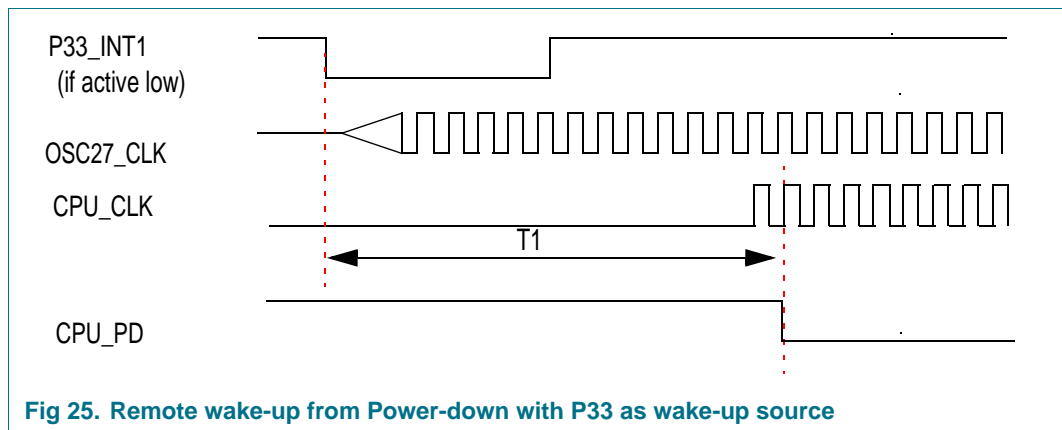 P33_INT1
(if active low)
OSC27_CLK
CPU_CLK
T1
CPU_PD
Fig 25. Remote wake-up from Power-down with P33 as wake-up source